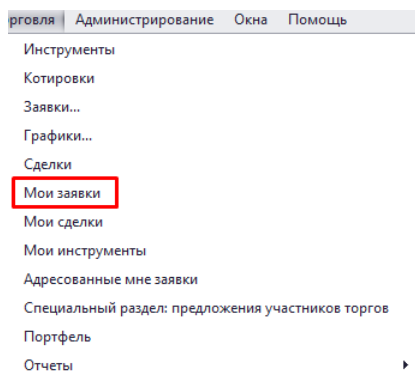 орговля Администрирование Окна Помощь
Инструменты
Котировки
Заявки...
Графики...
Сделки
Мои заявки
Мои сделки
Мои инструменты
Адресованные мне заявки
Специальный раздел: предложения участников торгов
Портфель
Отчеты